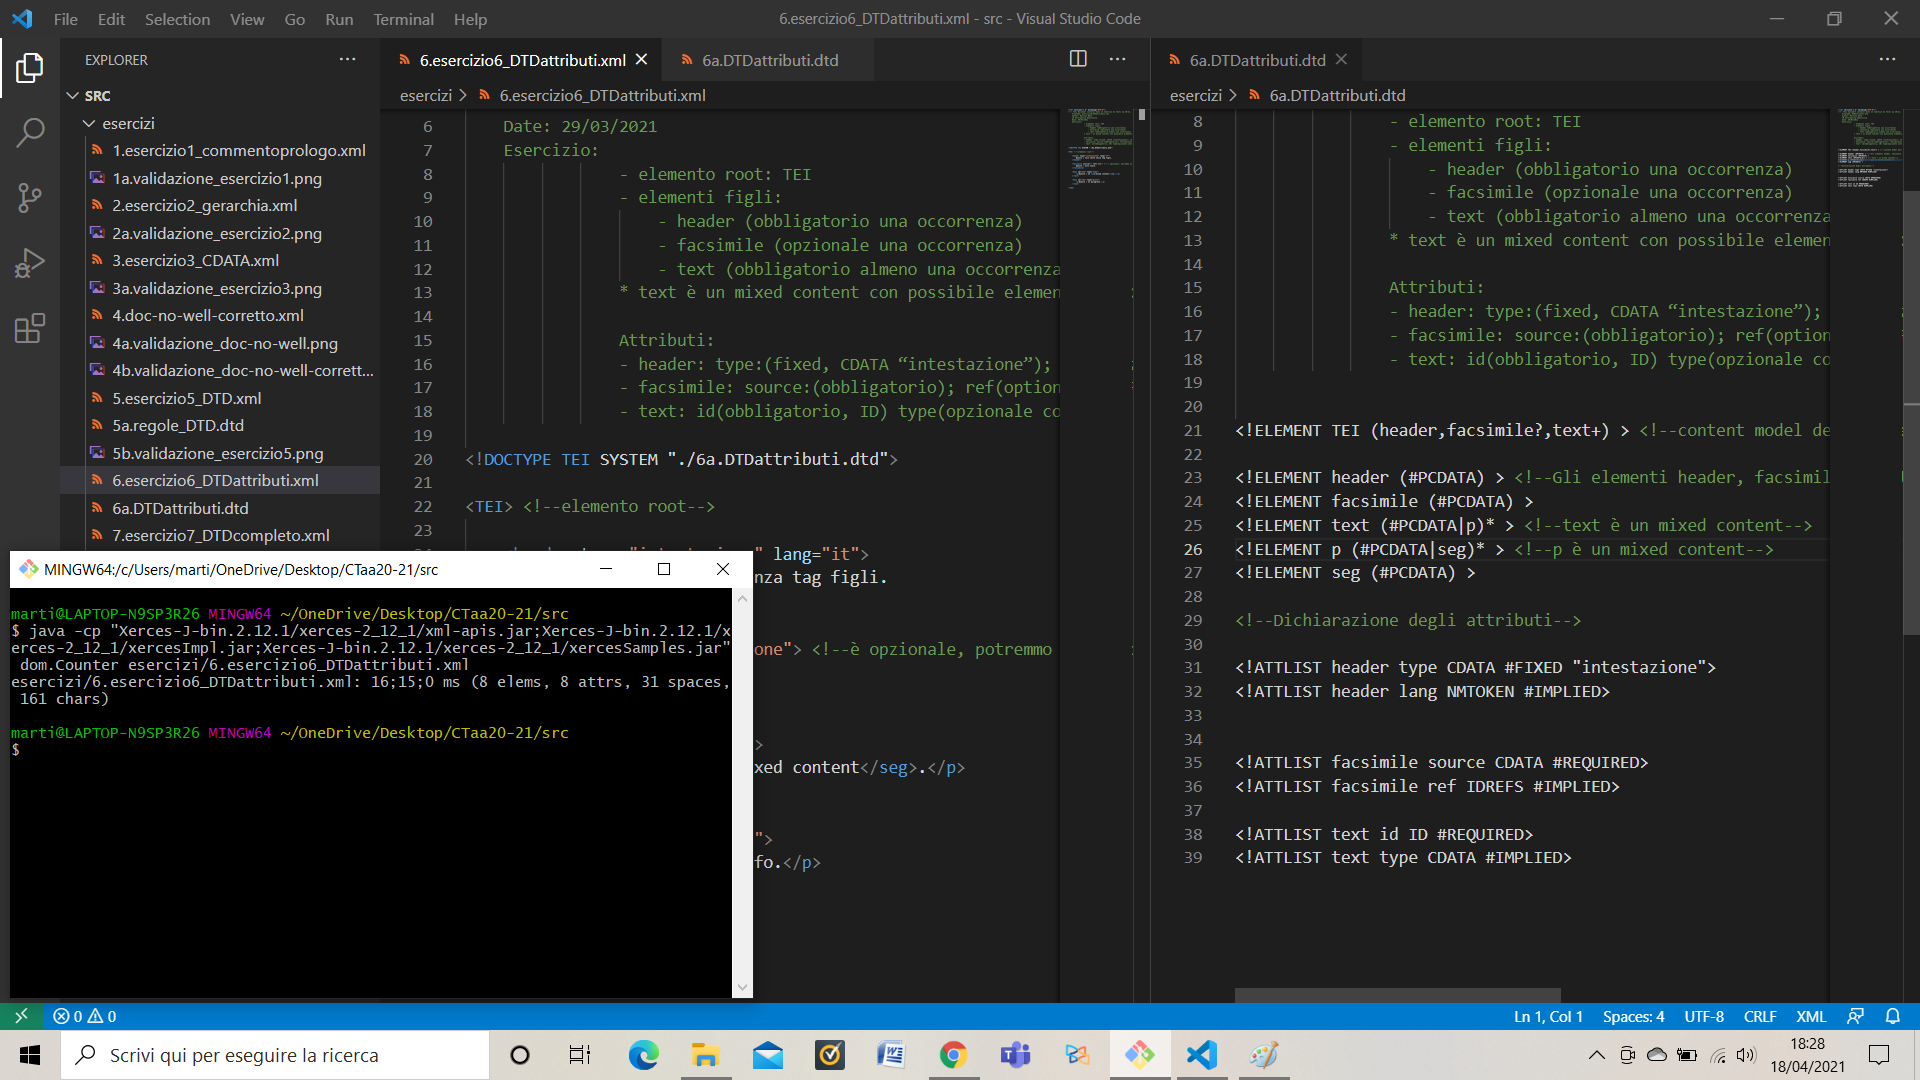 File Edit Selection View Go Run Terminal Help
6.esercizio6_DTDattributi.xml - src - Visual Studio Code
EXPLORER
SRC
esercizi
1.esercizio1_commentoprologo.xml
1a.validazione_esercizio1.png
2.esercizio2_gerarchia.xml
2a.validazione_esercizio2.png
3.esercizio3_CDATA.xml
3a.validazione_esercizio3.png
4.doc-no-well-corretto.xml
4a.validazione_doc-no-well.png
4b.validazione_doc-no-well-corrett...
5.esercizio5_DTD.xml
5a.regole_DTD.dtd
5b.validazione_esercizio5.png
6.esercizio6_DTDattributi.xml
6a.DTDattributi.dtd
7.esercizio7_DTDcompleto.xml
6.esercizio6_DTDattributi.xml
6a.DTDattributi.dtd
esercizi > 6.esercizio6_DTDattributi.xml
6 Date: 29/03/2021
7 Esercizio:
8 - elemento root: TEI
9 - elementi figli:
10 - header (obbligatorio una occorrenza)
11 - facsimile (opzionale una occorrenza)
12 - text (obbligatorio almeno una occorrenza
13 * text è un mixed content con possibile elemen
14
15 Attributi:
16 - header: type:(fixed, CDATA “intestazione”);
17 - facsimile: source:(obbligatorio); ref(option
18 - text: id(obbligatorio, ID) type(opzionale co
19
20 <!DOCTYPE TEI SYSTEM "./6a.DTDattributi.dtd">
21
22 <TEI> <!--elemento root-->
23
" lang="it">
nza tag figli.
one"> <!--è opzionale, potremmo
>
xed content</seg>.</p>
">
fo.</p>
6a.DTDattributi.dtd
esercizi > 6a.DTDattributi.dtd
8 - elemento root: TEI
9 - elementi figli:
10 - header (obbligatorio una occorrenza)
11 - facsimile (opzionale una occorrenza)
12 - text (obbligatorio almeno una occorrenza
13 * text è un mixed content con possibile elemen
14
15 Attributi:
16 - header: type:(fixed, CDATA “intestazione”);
17 - facsimile: source:(obbligatorio); ref(option
18 - text: id(obbligatorio, ID) type(opzionale co
19
20
21 <!ELEMENT TEI (header,facsimile?,text+) > <!--content model de
22
23 <!ELEMENT header (#PCDATA) > <!--Gli elementi header, facsimil
24 <!ELEMENT facsimile (#PCDATA) >
25 <!ELEMENT text (#PCDATA|p)* > <!--text è un mixed content-->
26 <!ELEMENT p (#PCDATA|seg)* > <!--p è un mixed content-->
27 <!ELEMENT seg (#PCDATA) >
28
29 <!--Dichiarazione degli attributi-->
30
31 <!ATTLIST header type CDATA #FIXED "intestazione">
32 <!ATTLIST header lang NMTOKEN #IMPLIED>
33
34
35 <!ATTLIST facsimile source CDATA #REQUIRED>
36 <!ATTLIST facsimile ref IDREFS #IMPLIED>
37
38 <!ATTLIST text id ID #REQUIRED>
39 <!ATTLIST text type CDATA #IMPLIED>
MINGW64:/c/Users/marti/OneDrive/Desktop/CTaa20-21/src
marti@LAPTOP-N9SP3R26 MINGW64 ~/OneDrive/Desktop/CTaa20-21/src
$ java -cp "Xerces-J-bin.2.12.1/xerces-2_12_1/xml-apis.jar;Xerces-J-bin.2.12.1/x
erces-2_12_1/xercesImpl.jar;Xerces-J-bin.2.12.1/xerces-2_12_1/xercesSamples.jar"
dom.Counter esercizi/6.esercizio6_DTDattributi.xml
esercizi/6.esercizio6_DTDattributi.xml: 16;15;0 ms (8 elems, 8 attrs, 31 spaces,
161 chars)
marti@LAPTOP-N9SP3R26 MINGW64 ~/OneDrive/Desktop/CTaa20-21/src
$
0 0
Ln 1, Col 1 Spaces: 4 UTF-8 CRLF XML
Scrivi qui per eseguire la ricerca
18:28
18/04/2021